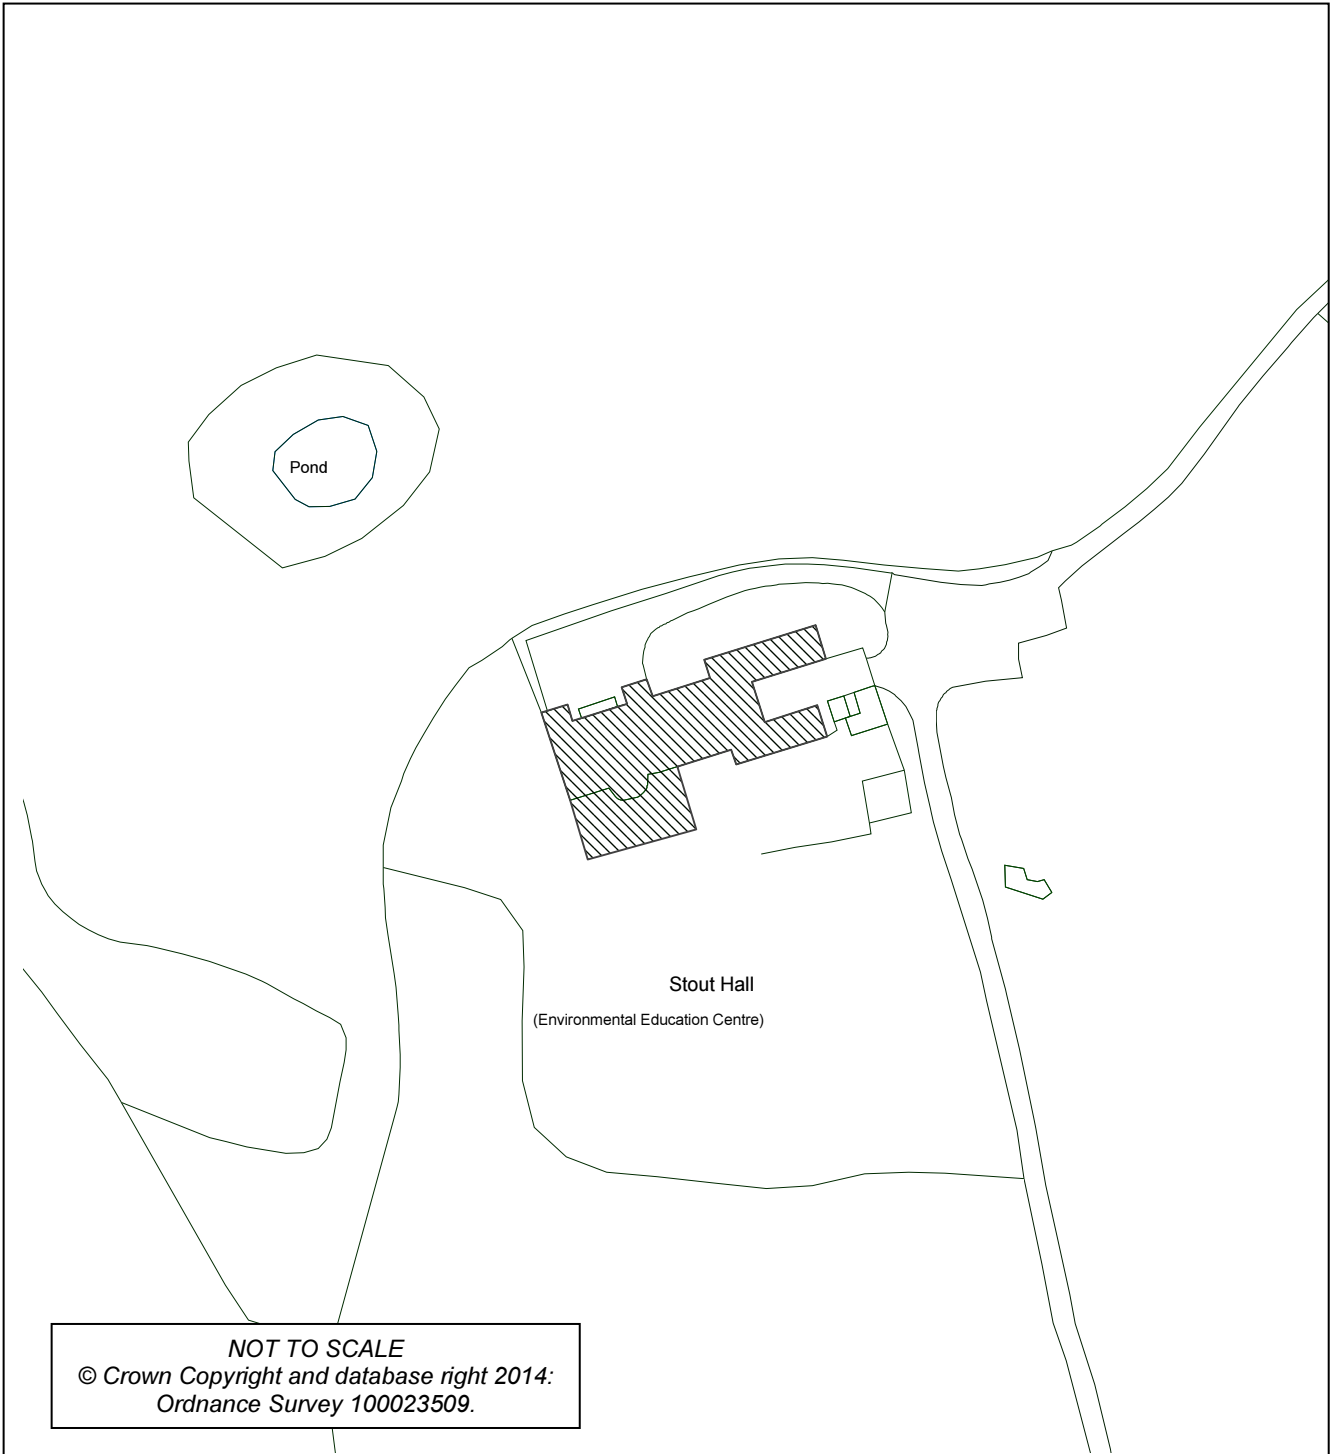 Pond
Stout Hall
(Environmental Education Centre)
NOT TO SCALE
© Crown Copyright and database right 2014:
Ordnance Survey 100023509.